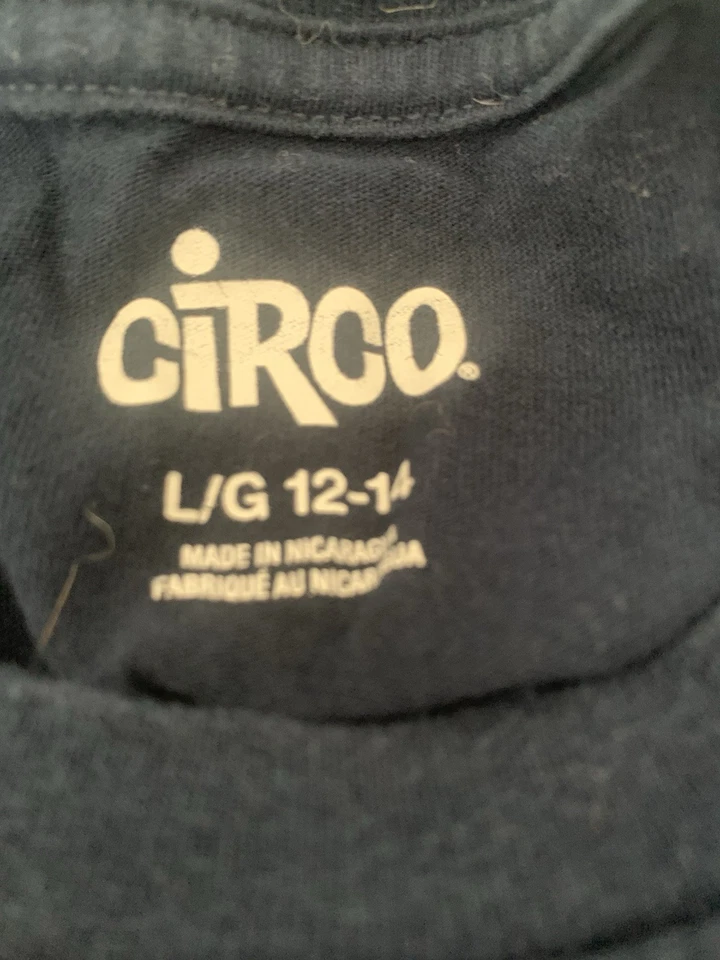 CiRCO®
L/G 12-14
MADE IN NICARAGUA
FABRIQUÉ AU NICARAGUA